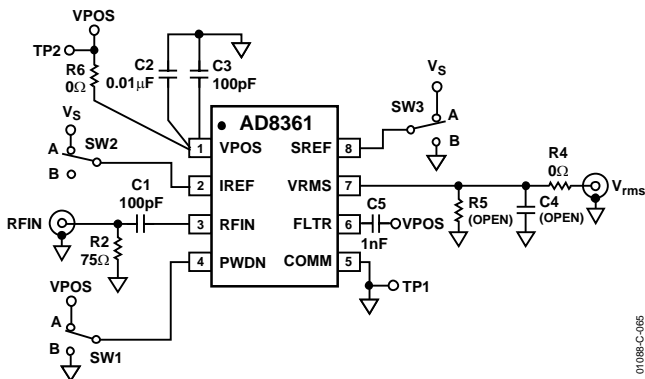 VPOS
TP2
R6
0Ω
C2
0.01μF
C3
100pF
VS
SW2
A
B
AD8361
1 VPOS
2 IREF
3 RFIN
4 PWDN
SREF 8
VRMS 7
FLTR 6
COMM 5
VS
SW3
A
B
C1
100pF
RFIN
R2
75Ω
VPOS
A
B
SW1
C5
1nF
VPOS
TP1
R5
(OPEN)
C4
(OPEN)
R4
0Ω
Vrms
01088-C-065